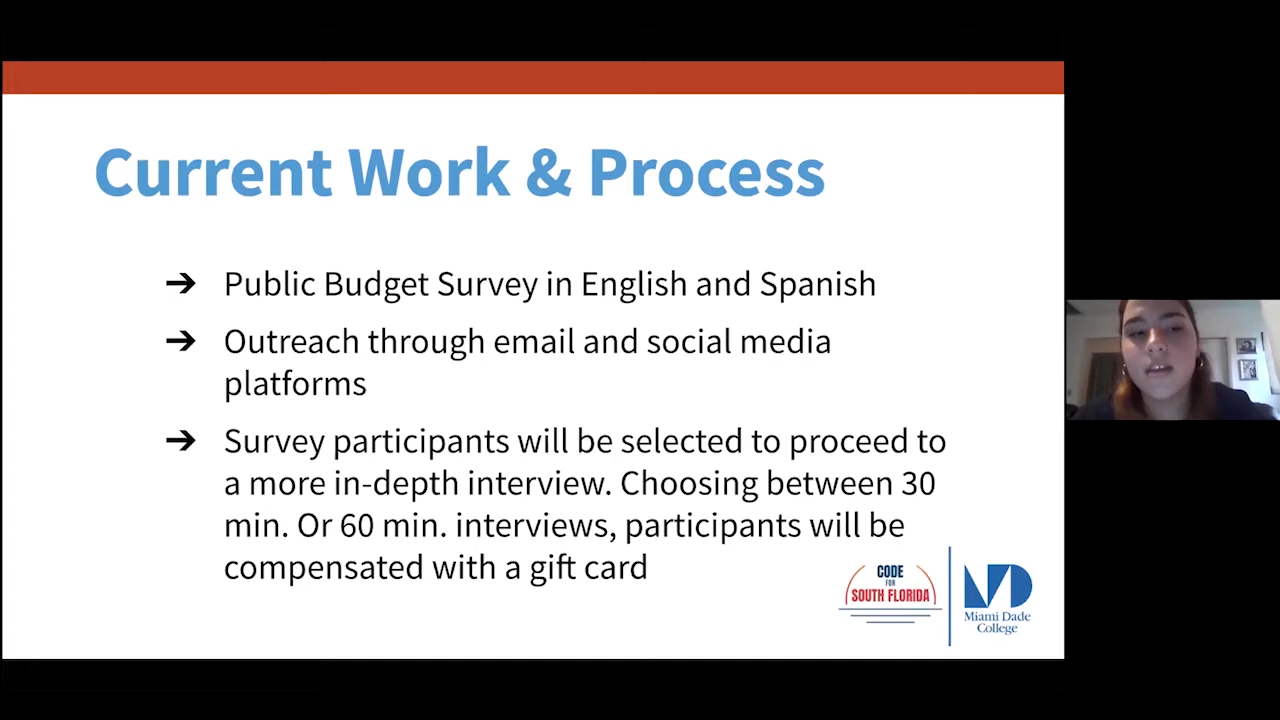 Current Work & Process
➔ Public Budget Survey in English and Spanish
➔ Outreach through email and social media
platforms
➔ Survey participants will be selected to proceed to
a more in-depth interview. Choosing between 30
min. Or 60 min. interviews, participants will be
compensated with a gift card
CODE
FOR
SOUTH FLORIDA
MD
Miami Dade
College